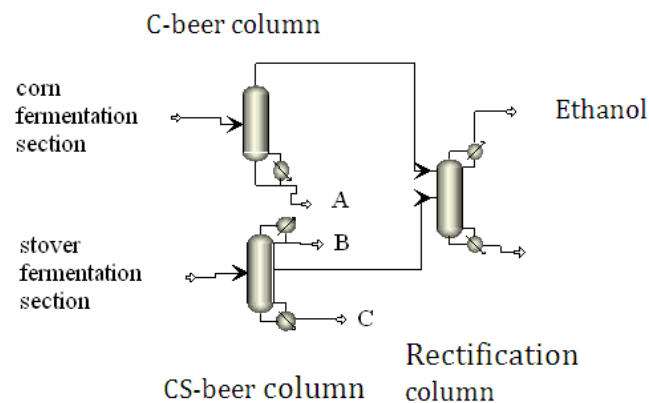 C-beer column
corn
fermentation
section
Ethanol
A
B
stover
fermentation
section
C
Rectification
column
CS-beer column